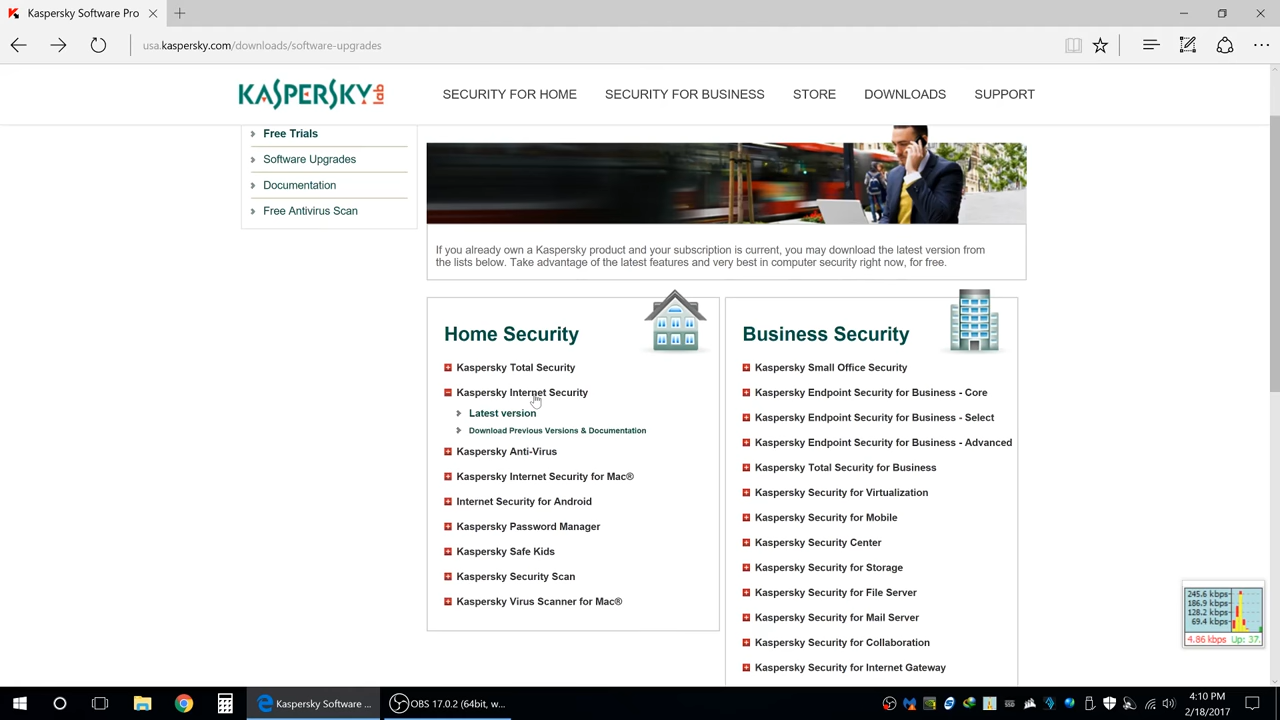 Kaspersky Software Pro
usa.kaspersky.com/downloads/software-upgrades
KASPERSKY lab
SECURITY FOR HOME
SECURITY FOR BUSINESS
STORE
DOWNLOADS
SUPPORT
Free Trials
Software Upgrades
Documentation
Free Antivirus Scan
If you already own a Kaspersky product and your subscription is current, you may download the latest version from
the lists below. Take advantage of the latest features and very best in computer security right now, for free.
Home Security
Kaspersky Total Security
Kaspersky Internet Security
Latest version
Download Previous Versions & Documentation
Kaspersky Anti-Virus
Kaspersky Internet Security for Mac®
Internet Security for Android
Kaspersky Password Manager
Kaspersky Safe Kids
Kaspersky Security Scan
Kaspersky Virus Scanner for Mac®
Business Security
Kaspersky Small Office Security
Kaspersky Endpoint Security for Business - Core
Kaspersky Endpoint Security for Business - Select
Kaspersky Endpoint Security for Business - Advanced
Kaspersky Total Security for Business
Kaspersky Security for Virtualization
Kaspersky Security for Mobile
Kaspersky Security Center
Kaspersky Security for Storage
Kaspersky Security for File Server
Kaspersky Security for Mail Server
Kaspersky Security for Collaboration
Kaspersky Security for Internet Gateway
245.6 kbps
186.9 kbps
128.2 kbps
69.4 kbps
4.86 kbps Up: 37.
Kaspersky Software ...
OBS 17.0.2 (64bit, w...
4:10 PM
2/18/2017